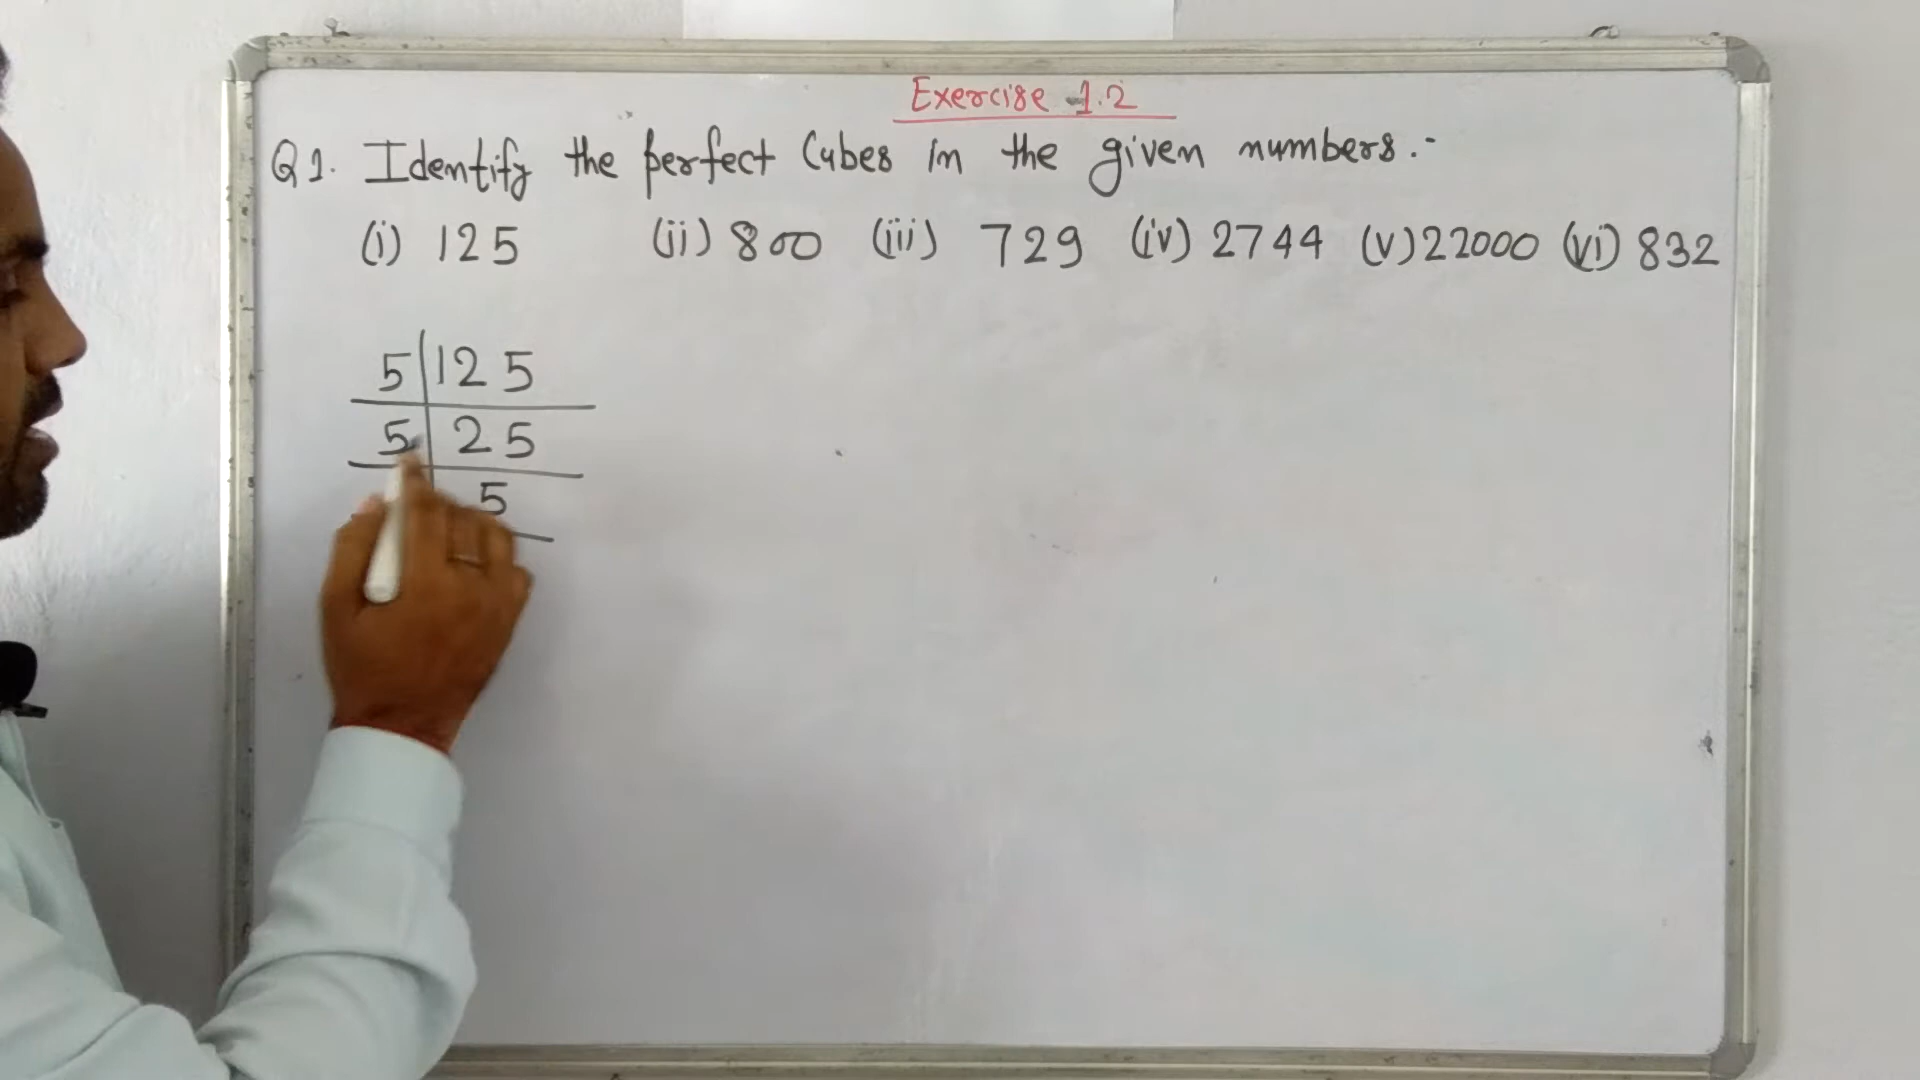 Exercise 1.2
Q1. Identify the perfect Cubes in the given numbers.:-
(i) 125 (ii) 800 (iii) 729 (iv) 2744 (v) 22000 (vi) 832
5 | 125
5 | 25
5